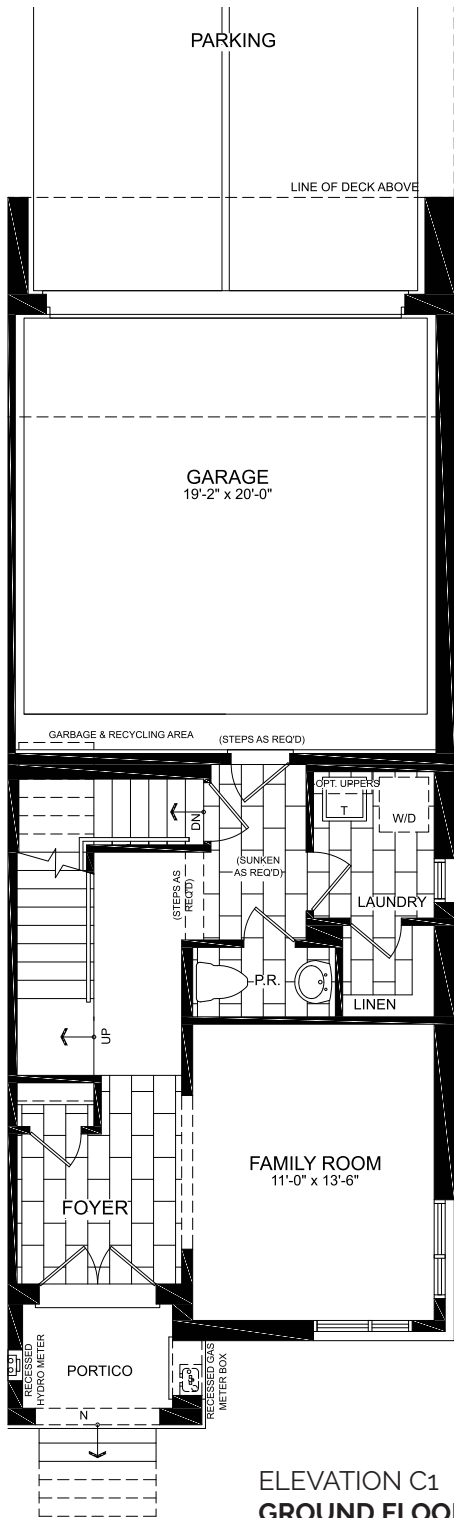 PARKING
LINE OF DECK ABOVE
GARAGE
19'-2" x 20'-0"
GARBAGE & RECYCLING AREA
(STEPS AS REQ'D)
OPT. UPPERS
T
W/D
DN
(SUNKEN
AS REQ'D)
(STEPS AS
REQ'D)
LAUNDRY
P.R.
LINEN
UP
FAMILY ROOM
11'-0" x 13'-6"
FOYER
RECESSED
HYDRO METER
PORTICO
RECESSED GAS
METER BOX
N
ELEVATION C1
GROUND FLOO